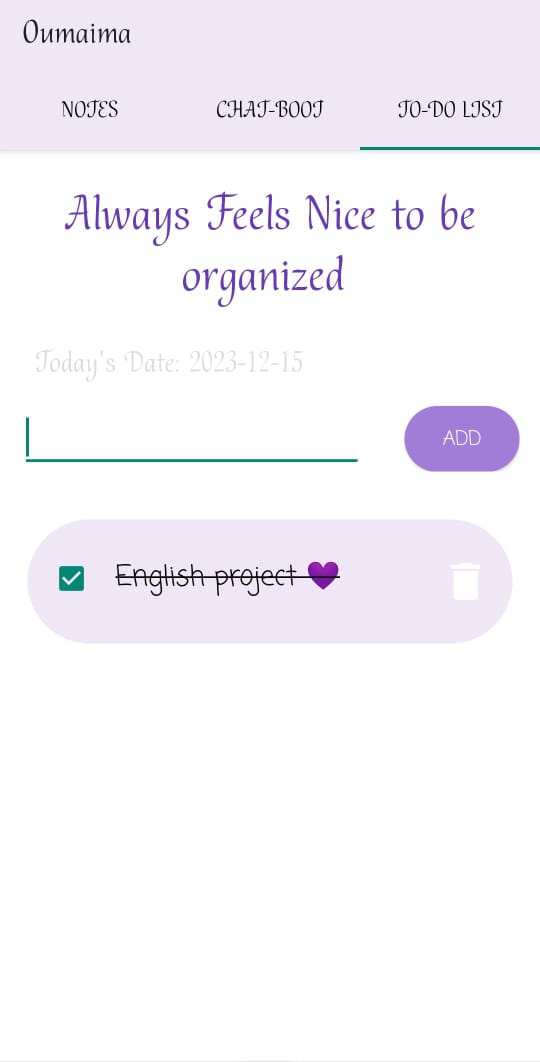 Oumaima
NOTES CHAT-BOOT TO-DO LIST
Always Feels Nice to be
organized
Today's Date: 2023-12-15
ADD
English project 💜